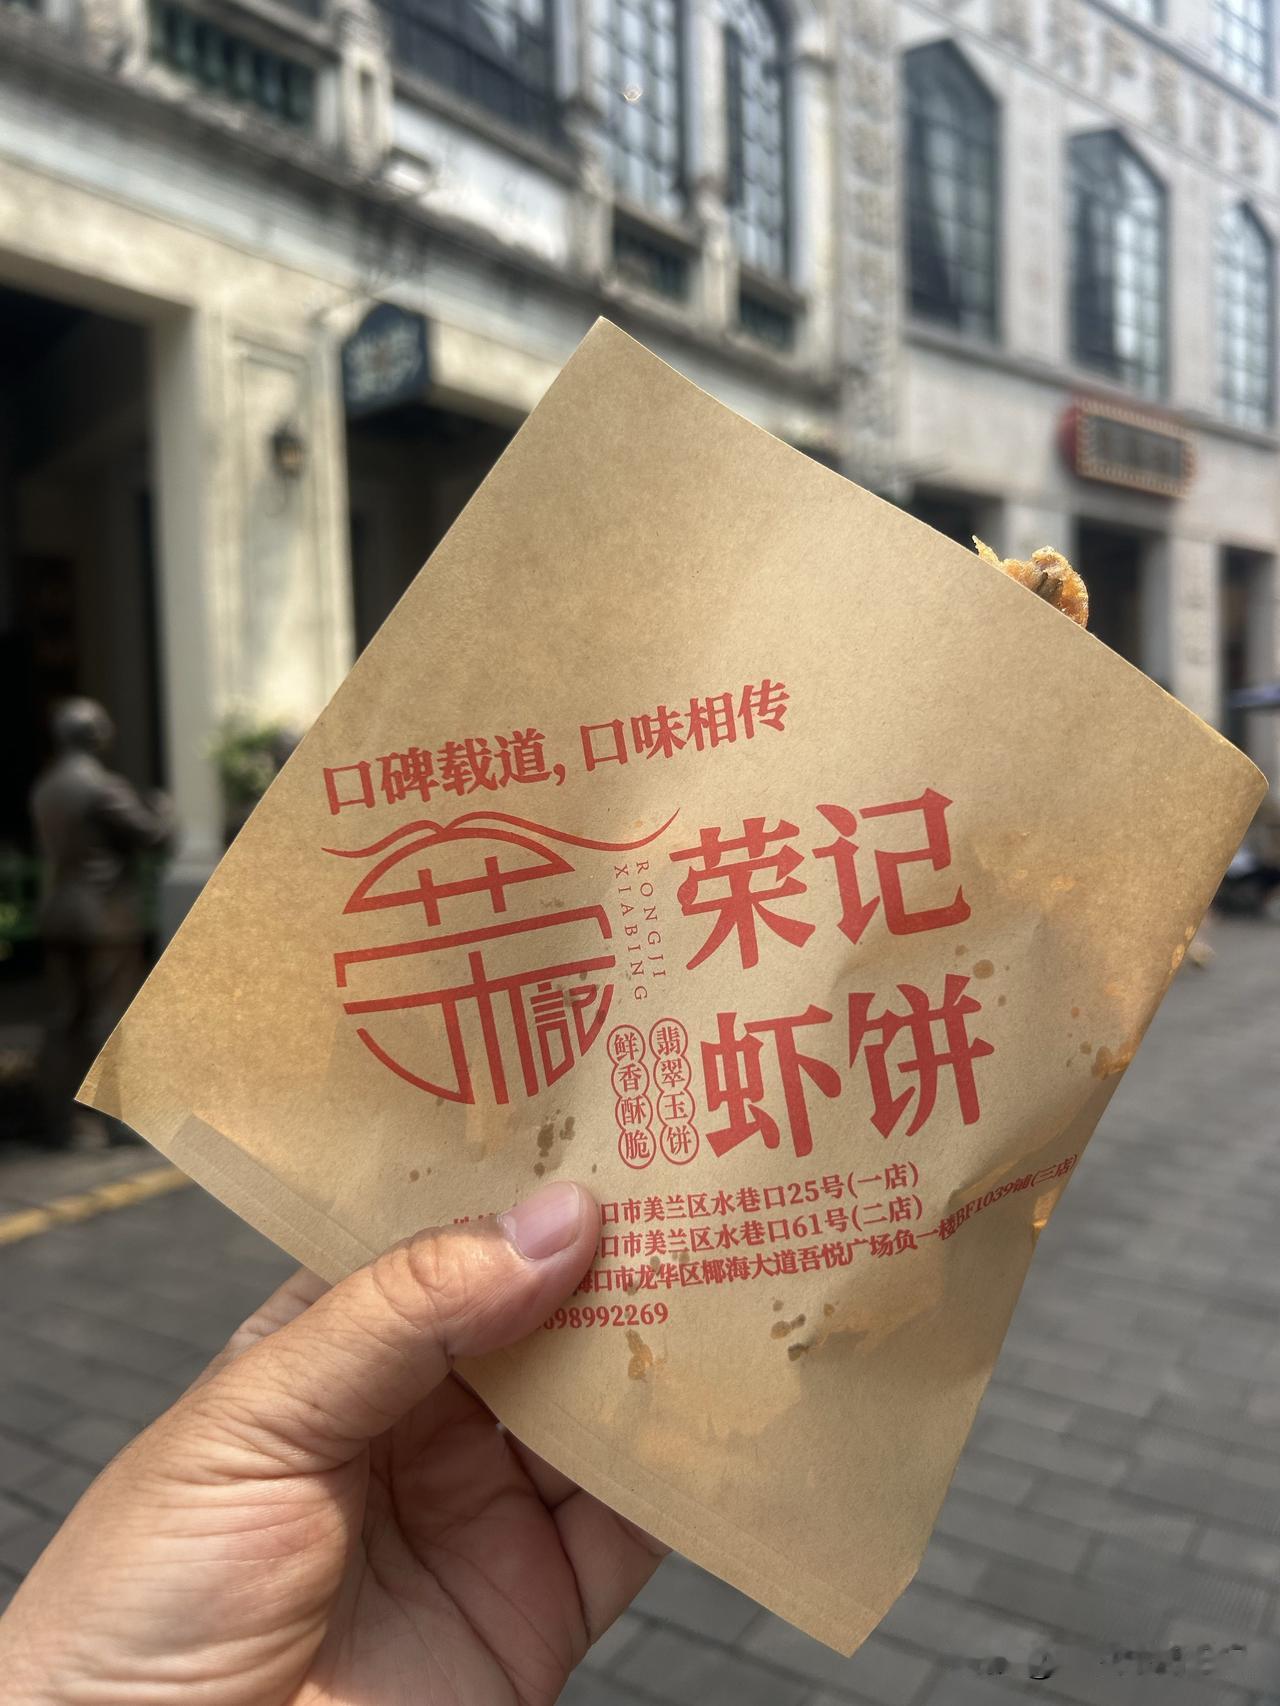 口碑载道，口味相传
荣記
RONGJI
XIABING
荣记
虾饼
翡翠玉饼
鲜香酥脆
口市美兰区水巷口25号(一店)
口市美兰区水巷口61号(二店)
海口市龙华区椰海大道吾悦广场负一楼BF1039铺(三店)
698992269